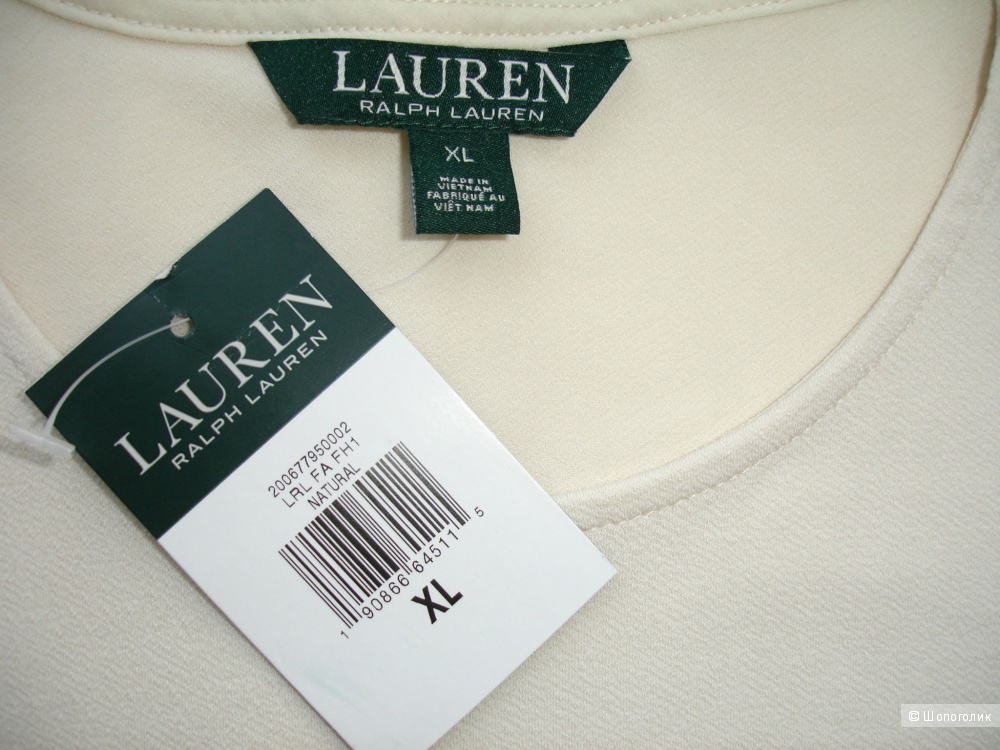 LAUREN
RALPH LAUREN
XL
MADE IN
VIETNAM
FABRIQUÉ AU
VIÊT NAM
LAUREN
RALPH LAUREN
200677950002
LRL FA FH1
NATURAL
1 90866 64511 5
XL
© Шопоголик